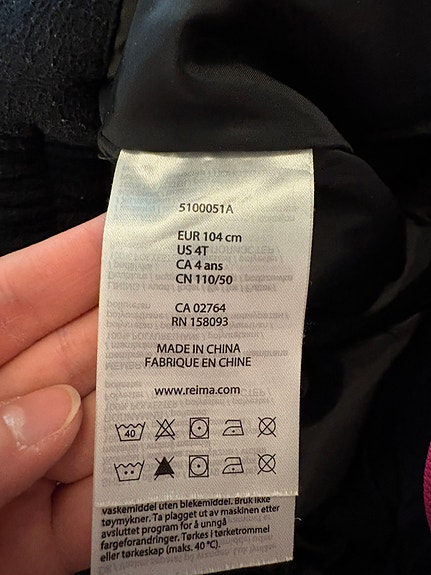 5100051A
EUR 104 cm
US 4T
CA 4 ans
CN 110/50
CA 02764
RN 158093
MADE IN CHINA
FABRIQUE EN CHINE
www.reima.com
40
vaskemiddel uten blekemiddel. Bruk ikke
tøymykner. Ta plagget ut av maskinen etter
avsluttet program for å unngå
fargeforandringer. Tørkes i tørketrommel
eller tørkeskap (maks. 40 °C).